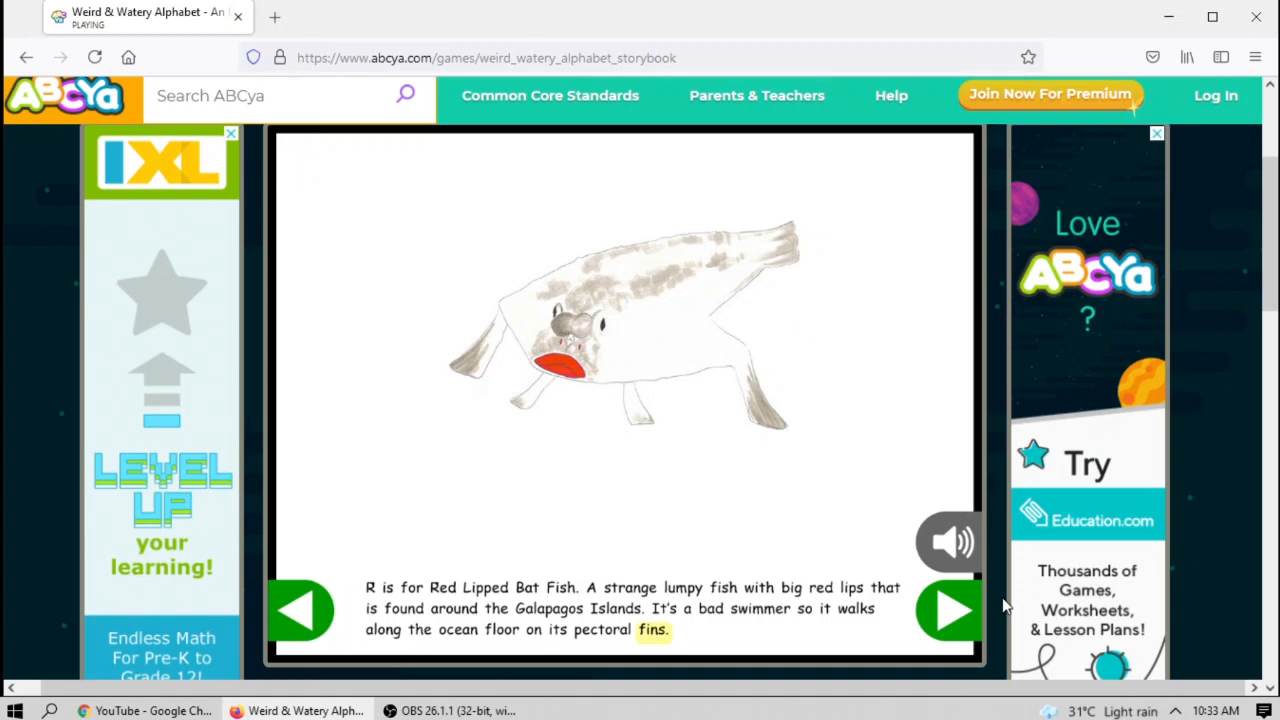 Weird & Watery Alphabet - An
PLAYING
https://www.abcya.com/games/weird_watery_alphabet_storybook
ABCYa
Search ABCya
Common Core Standards
Parents & Teachers
Help
Join Now For Premium
Log In
IXL
LEVEL
UP
your
learning!
Endless Math
For Pre-K to
Grade 12!
R is for Red Lipped Bat Fish. A strange lumpy fish with big red lips that
is found around the Galapagos Islands. It's a bad swimmer so it walks
along the ocean floor on its pectoral fins.
Love
ABCYa
?
Try
Education.com
Thousands of
Games,
Worksheets,
& Lesson Plans!
YouTube - Google Ch...
Weird & Watery Alph...
OBS 26.1.1 (32-bit, wi...
31°C Light rain
10:33 AM